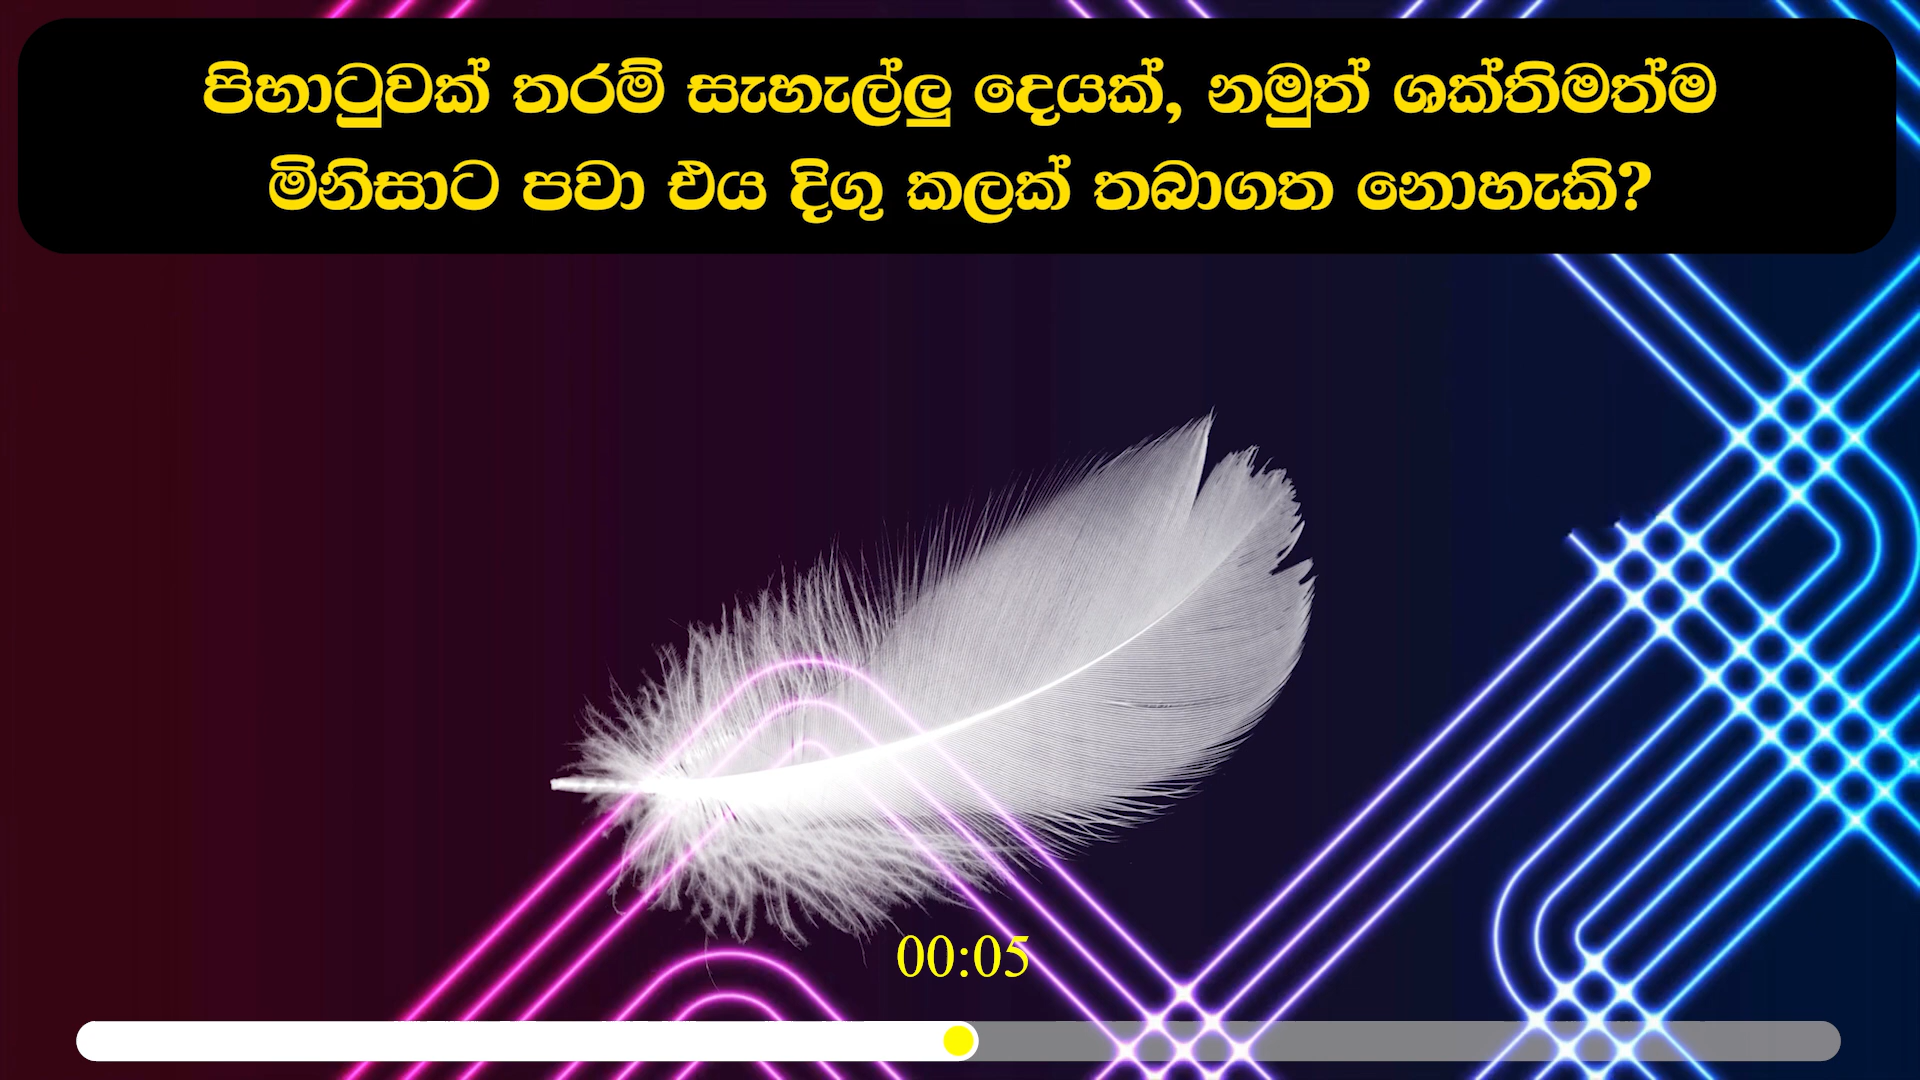 පිහාටුවක් තරම් සැහැල්ලු දෙයක්, නමුත් ශක්තිමත්ම
මිනිසාට පවා එය දිගු කලක් තබාගත නොහැකි?
00:05